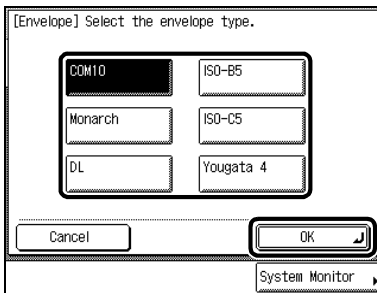 [Envelope] Select the envelope type.
COM10
ISO-B5
Monarch
ISO-C5
DL
Yougata 4
Cancel
OK
System Monitor